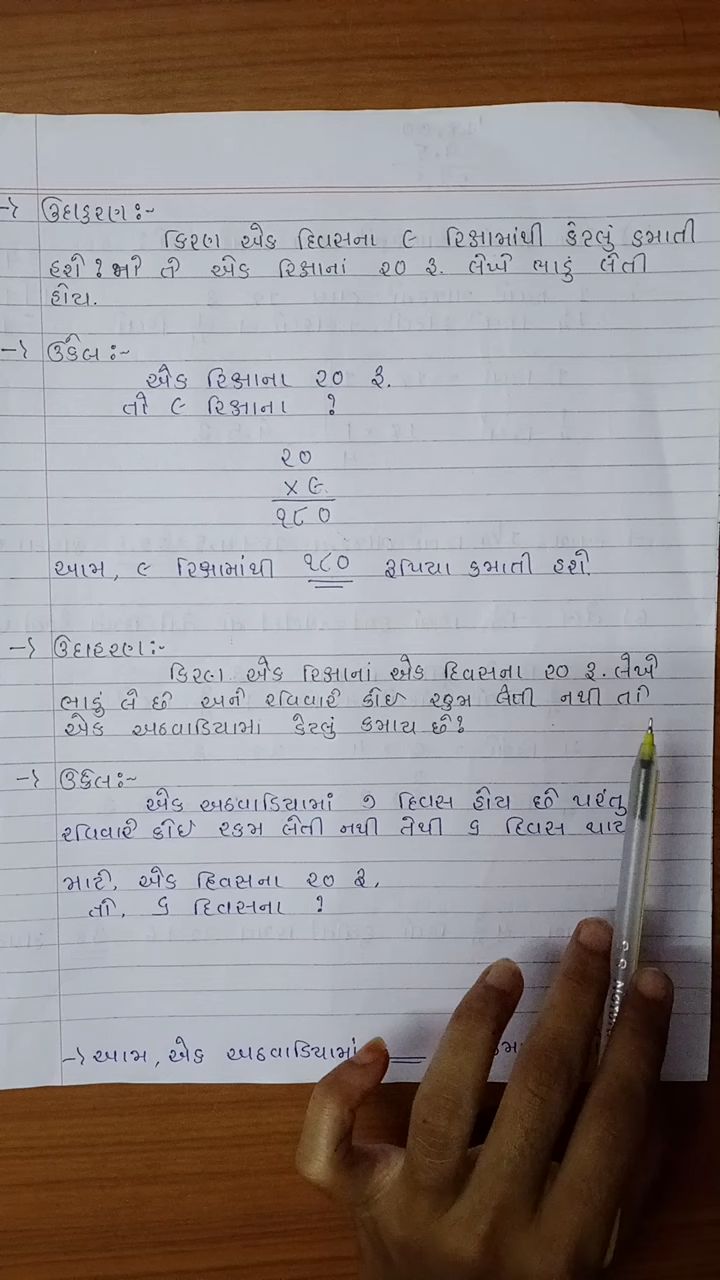 -> ઉદાહરણ :-
કિરણ એક દિવસના ૯ રિક્ષામાંથી કેટલું કમાતી
હશે ? જો તે એક રિક્ષાનાં ૨૦ રૂ. લેખે ભાડું લેતી
હોય.
-> ઉકેલ :-
એક રિક્ષાના ૨૦ રૂ.
તો ૯ રિક્ષાના ?
૨૦
x ૯
૧૮૦
આમ, ૯ રિક્ષામાંથી ૧૮૦ રૂપિયા કમાતી હશે.
-> ઉદાહરણ :-
કિરણ એક રિક્ષાનાં એક દિવસના ૨૦ રૂ. લેખે
ભાડું લે છે અને રવિવારે કોઈ રકમ લેતી નથી તો
એક અઠવાડિયામાં કેટલું કમાય છે?
-> ઉકેલ :-
એક અઠવાડિયામાં ૭ દિવસ હોય છે પરંતુ
રવિવારે કોઈ રકમ લેતી નથી તેથી ૬ દિવસ થાય
માટે, એક દિવસના ૨૦ રૂ,
તો, ૬ દિવસના ?
-> આમ, એક અઠવાડિયામાં